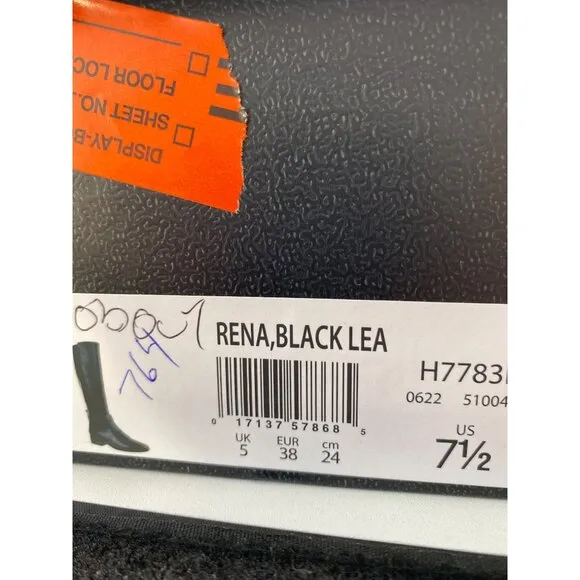 FLOOR LOC
SHEET NO.
DISPLAY-B
RENA,BLACK LEA
H7783
0622 51004
0 17137 57868 5
UK EUR cm
5 38 24
US
7½
764